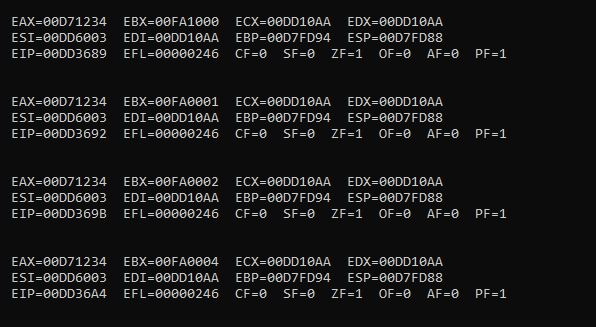 EAX=00D71234  EBX=00FA1000  ECX=00DD10AA  EDX=00DD10AA
ESI=00DD6003  EDI=00DD10AA  EBP=00D7FD94  ESP=00D7FD88
EIP=00DD3689  EFL=00000246  CF=0  SF=0  ZF=1  OF=0  AF=0  PF=1
EAX=00D71234  EBX=00FA0001  ECX=00DD10AA  EDX=00DD10AA
ESI=00DD6003  EDI=00DD10AA  EBP=00D7FD94  ESP=00D7FD88
EIP=00DD3692  EFL=00000246  CF=0  SF=0  ZF=1  OF=0  AF=0  PF=1
EAX=00D71234  EBX=00FA0002  ECX=00DD10AA  EDX=00DD10AA
ESI=00DD6003  EDI=00DD10AA  EBP=00D7FD94  ESP=00D7FD88
EIP=00DD369B  EFL=00000246  CF=0  SF=0  ZF=1  OF=0  AF=0  PF=1
EAX=00D71234  EBX=00FA0004  ECX=00DD10AA  EDX=00DD10AA
ESI=00DD6003  EDI=00DD10AA  EBP=00D7FD94  ESP=00D7FD88
EIP=00DD36A4  EFL=00000246  CF=0  SF=0  ZF=1  OF=0  AF=0  PF=1